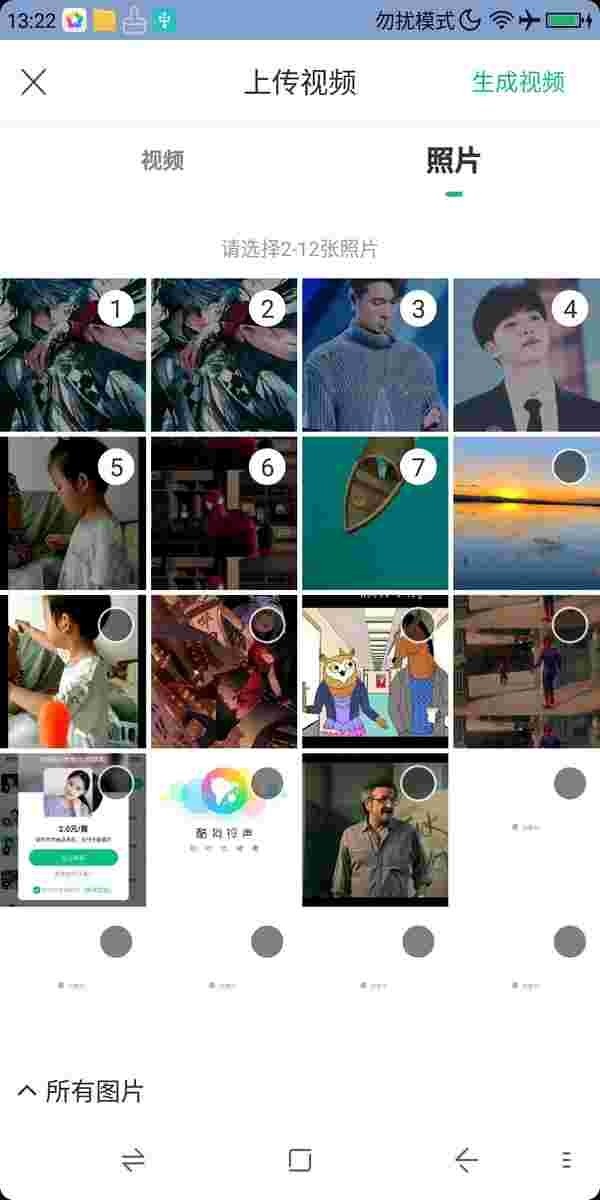 13:22 勿扰模式
上传视频 生成视频
视频 照片
请选择2-12张照片
1 2 3 4
5 6 7
2.0元/首
酷狗铃声
所有图片